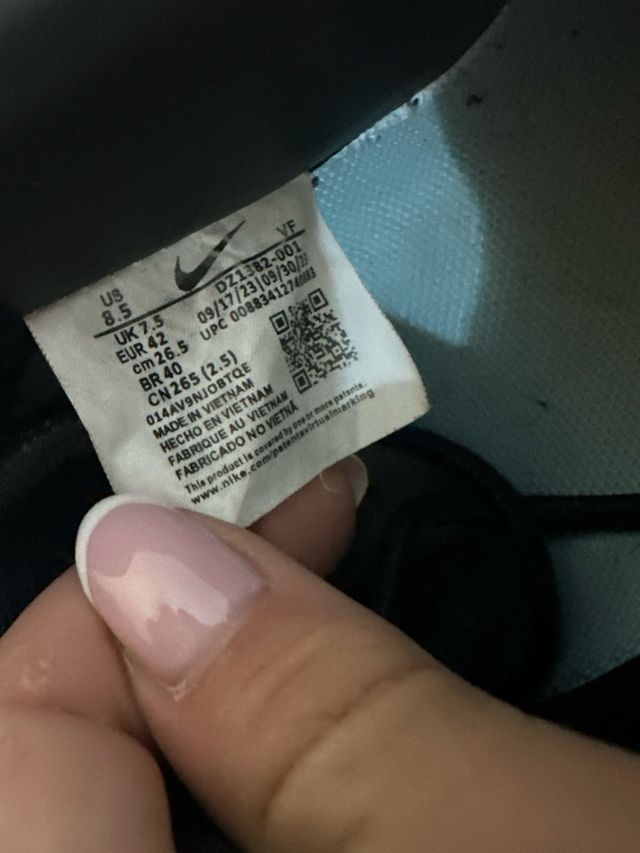 US
8.5
UK 7.5
EUR 42
cm 26.5
BR 40
CN 265 (2.5)
VF
DZ1382-001
09/17/23|09/30/23
UPC
014AV9NJOBTQE
MADE IN VIETNAM
HECHO EN VIETNAM
FABRIQUE AU VIETNAM
FABRICADO NO VIETNÃ
This product is covered by one or more patents.
www.nike.com/patentvirtualmarking